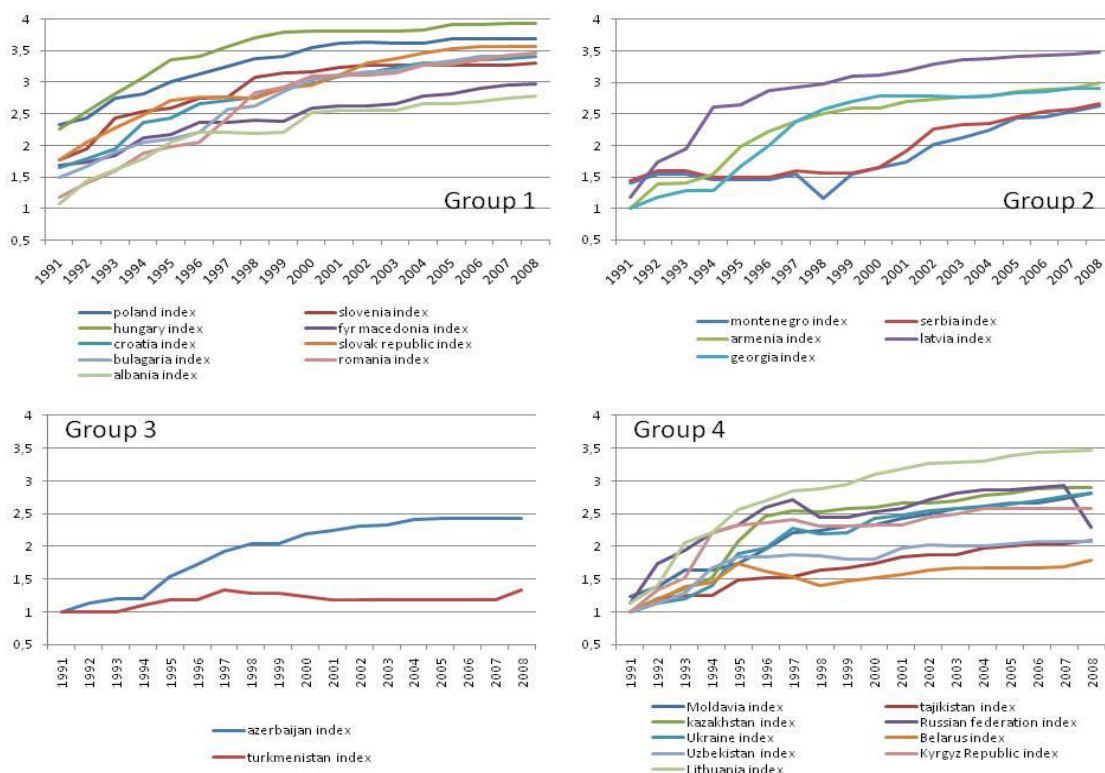 4
3,5
3
2,5
2
1,5
1
0,5
Group 1
1991 1992 1993 1994 1995 1996 1997 1998 1999 2000 2001 2002 2003 2004 2005 2006 2007 2008
poland index slovenia index
hungary index fyr macedonia index
croatia index slovak republic index
bulagaria index romania index
albania index
4
3,5
3
2,5
2
1,5
1
0,5
Group 2
1991 1992 1993 1994 1995 1996 1997 1998 1999 2000 2001 2002 2003 2004 2005 2006 2007 2008
montenegro index serbia index
armenia index latvia index
georgia index
4
Group 3
3,5
3
2,5
2
1,5
1
0,5
1991 1992 1993 1994 1995 1996 1997 1998 1999 2000 2001 2002 2003 2004 2005 2006 2007 2008
azerbaijan index
turkmenistan index
4
Group 4
3,5
3
2,5
2
1,5
1
0,5
1991 1992 1993 1994 1995 1996 1997 1998 1999 2000 2001 2002 2003 2004 2005 2006 2007 2008
Moldavia index tajikistan index
kazakhstan index Russian federation index
Ukraine index Belarus index
Uzbekistan index Kyrgyz Republic index
Lithuania index